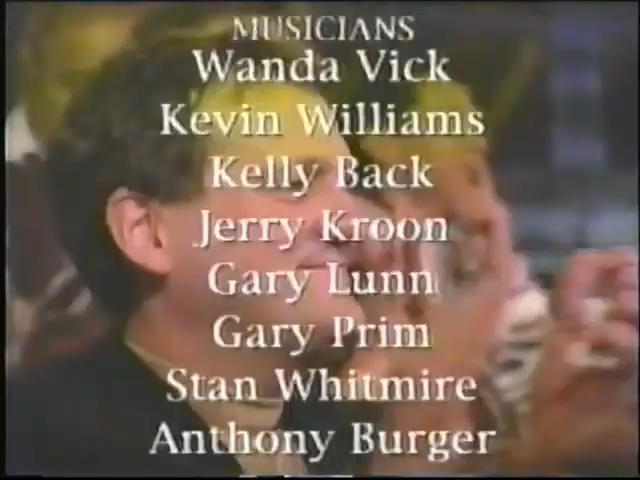 MUSICIANS
Wanda Vick
Kevin Williams
Kelly Back
Jerry Kroon
Gary Lunn
Gary Prim
Stan Whitmire
Anthony Burger